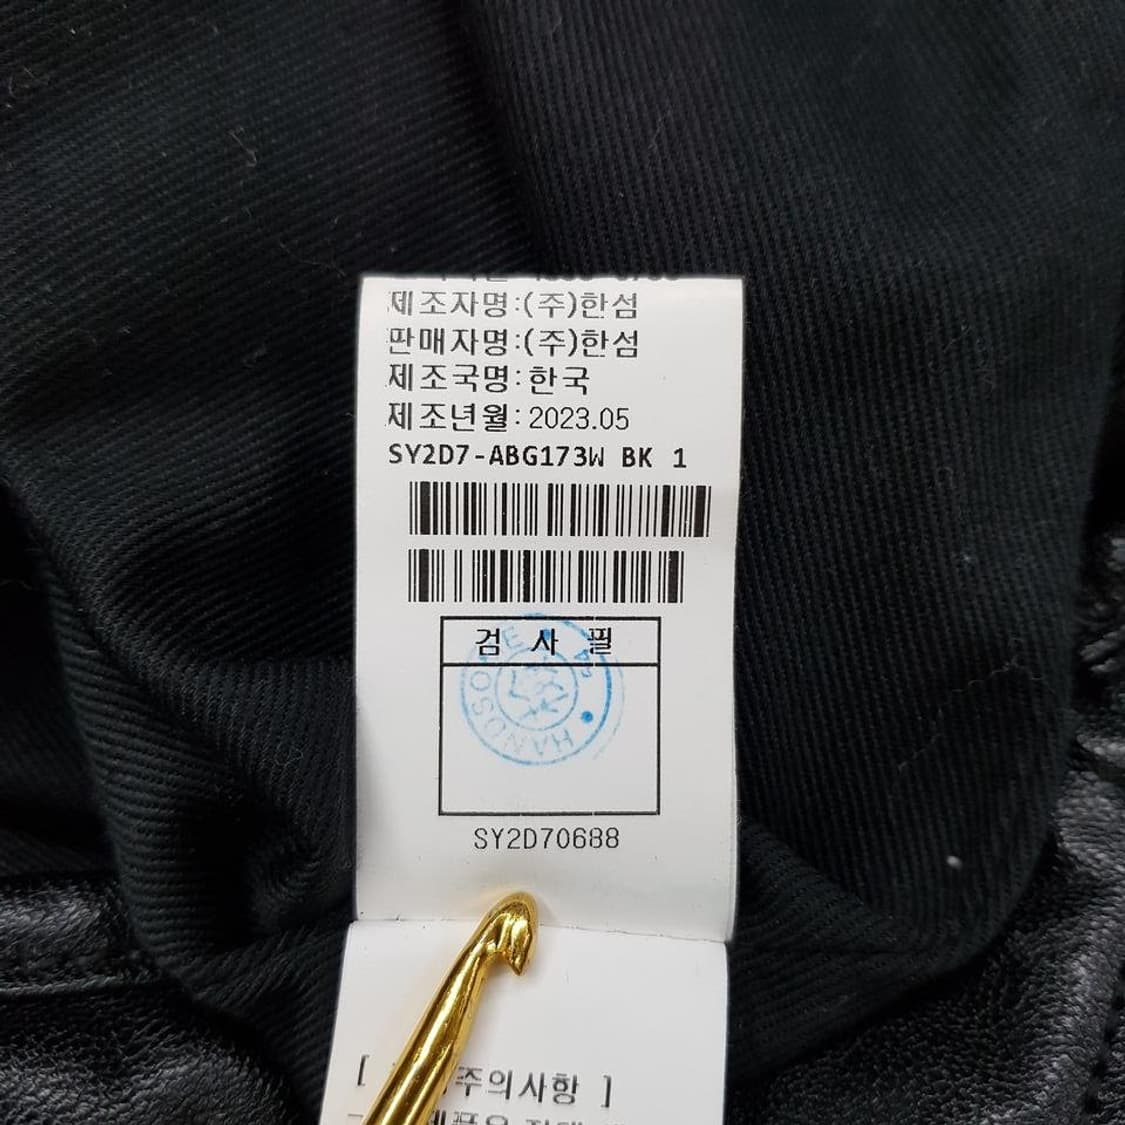 제조자명:(주)한섬
판매자명:(주)한섬
제조국명:한국
제조년월:2023.05
SY2D7-ABG173W BK 1
검 사 필
HANDSOME
SY2D70688
[ 주의사항 ]